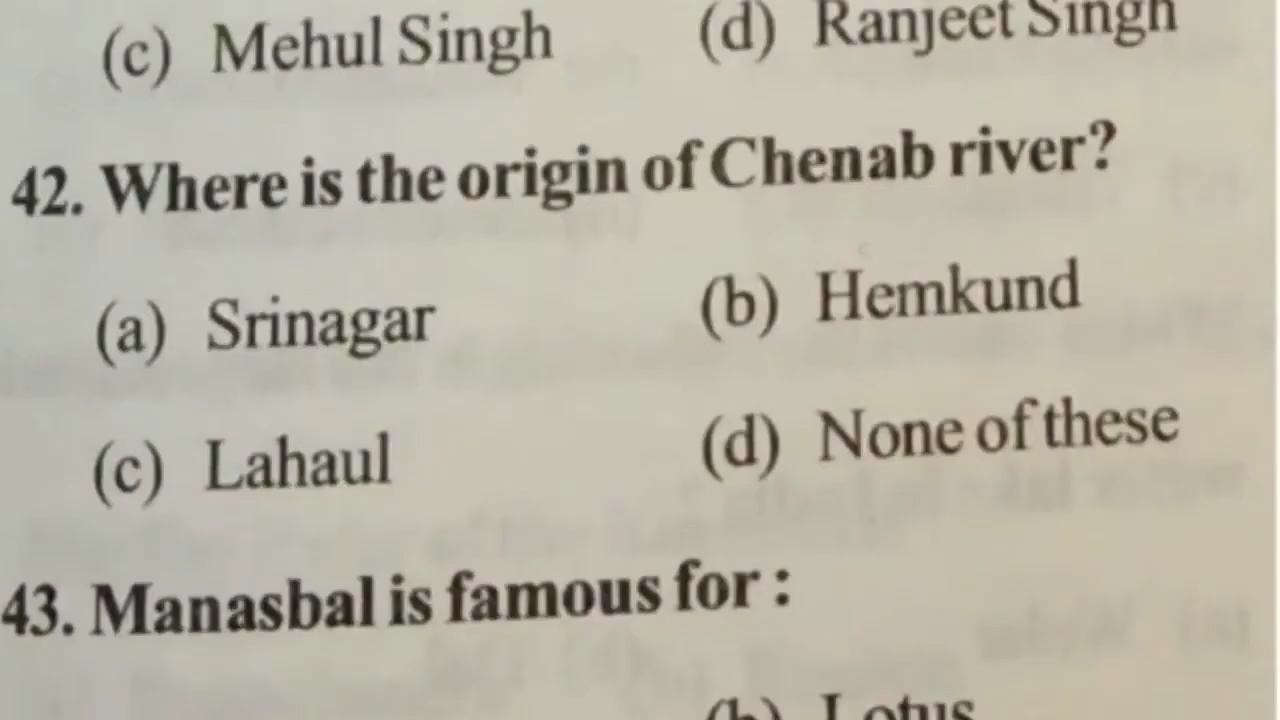 (c) Mehul Singh (d) Ranjeet Singh
42. Where is the origin of Chenab river?
(a) Srinagar (b) Hemkund
(c) Lahaul (d) None of these
43. Manasbal is famous for :
(b) Lotus